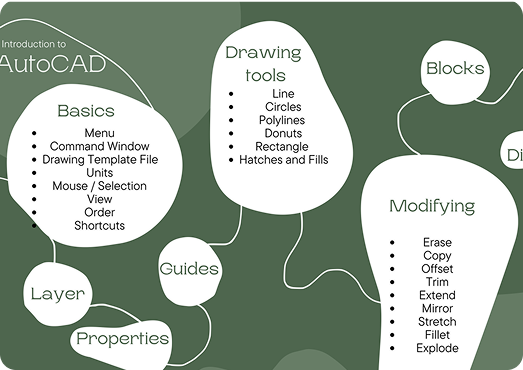 Introduction to
AutoCAD
Basics
Menu
Command Window
Drawing Template File
Units
Mouse / Selection
View
Order
Shortcuts
Drawing
tools
Line
Circles
Polylines
Donuts
Rectangle
Hatches and Fills
Blocks
Di
Modifying
Erase
Copy
Offset
Trim
Extend
Mirror
Stretch
Fillet
Explode
Guides
Layer
Properties